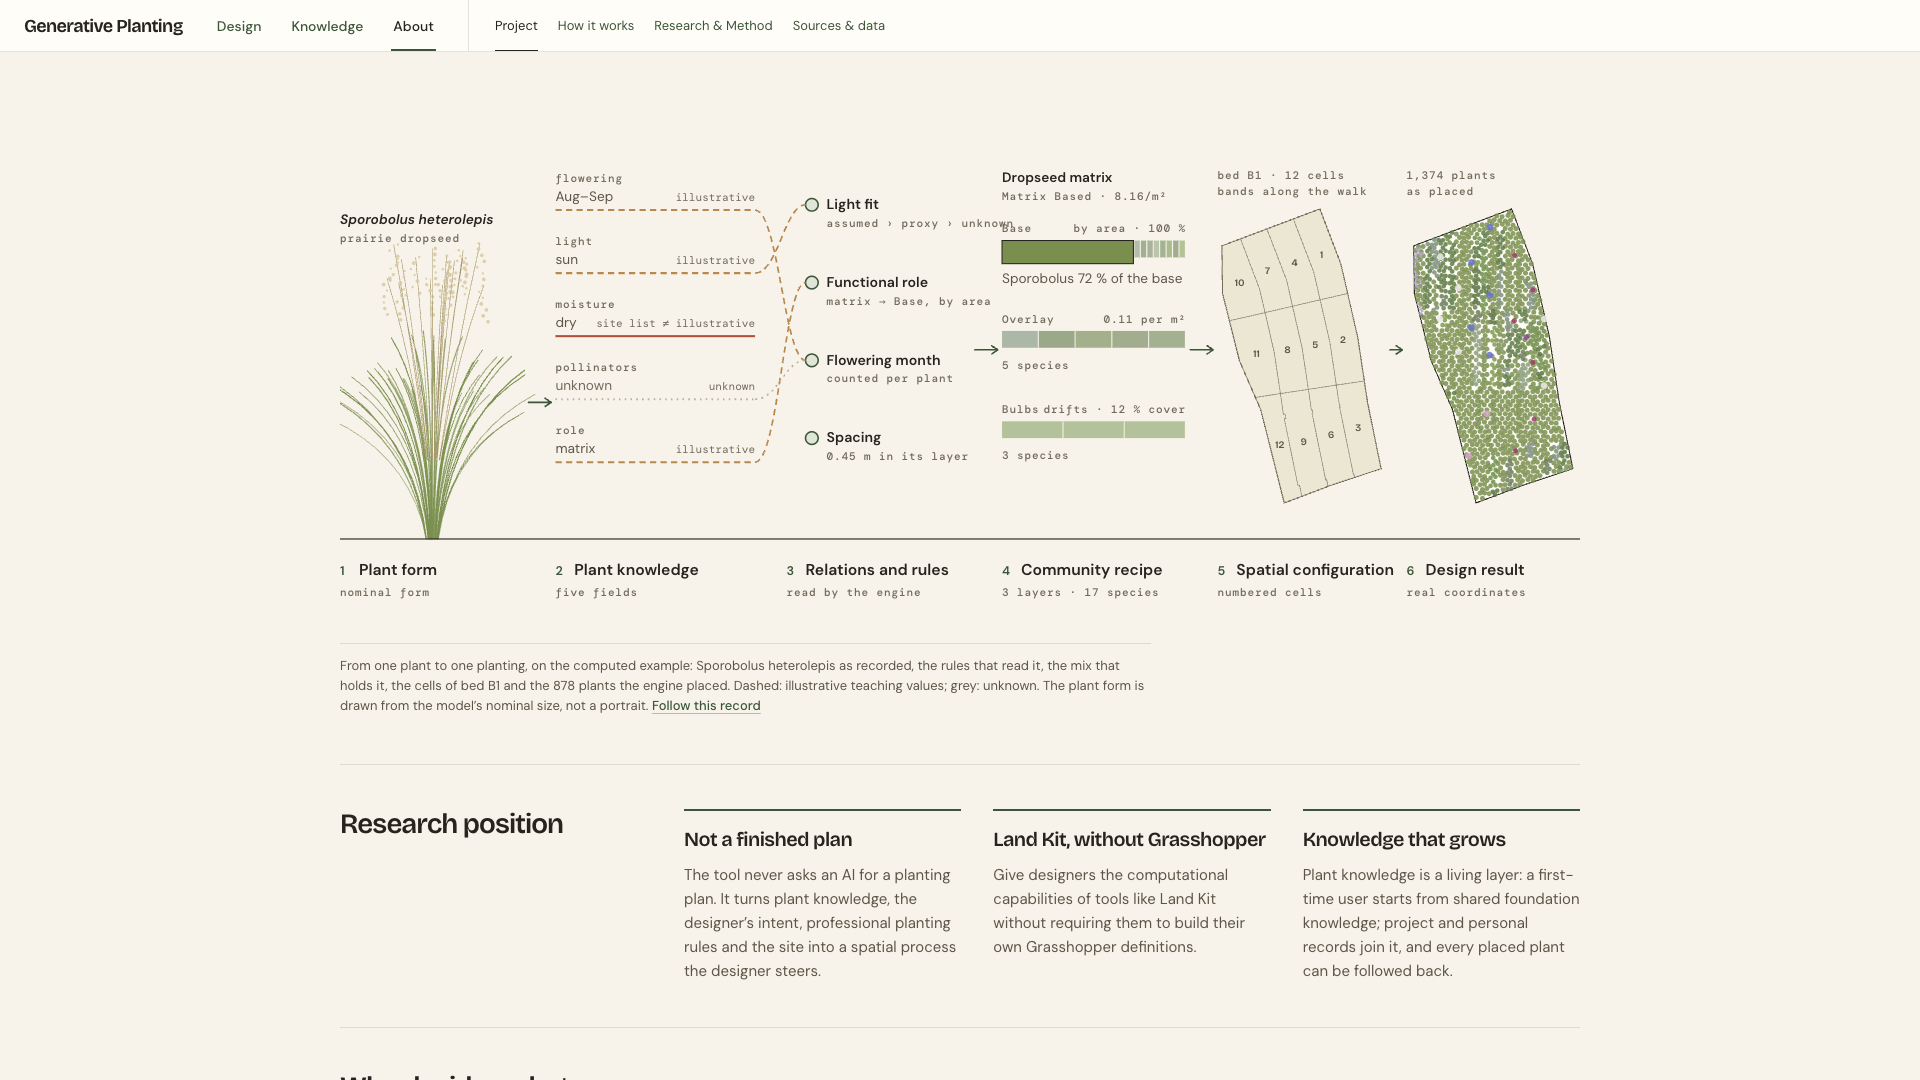 Generative Planting
Design
Knowledge
About
Project
How it works
Research & Method
Sources & data
Sporobolus heterolepis
prairie dropseed
flowering
Aug–Sep illustrative
light
sun illustrative
moisture
dry site list ≠ illustrative
pollinators
unknown unknown
role
matrix illustrative
Light fit
assumed › proxy › unknown
Functional role
matrix → Base, by area
Flowering month
counted per plant
Spacing
0.45 m in its layer
Dropseed matrix
Matrix Based · 8.16/m²
Base by area · 100 %
Sporobolus 72 % of the base
Overlay 0.11 per m²
5 species
Bulbs drifts · 12 % cover
3 species
bed B1 · 12 cells
bands along the walk
10 7 4 1
11 8 5 2
12 9 6 3
1,374 plants
as placed
1 Plant form
nominal form
2 Plant knowledge
five fields
3 Relations and rules
read by the engine
4 Community recipe
3 layers · 17 species
5 Spatial configuration
numbered cells
6 Design result
real coordinates
From one plant to one planting, on the computed example: Sporobolus heterolepis as recorded, the rules that read it, the mix that
holds it, the cells of bed B1 and the 878 plants the engine placed. Dashed: illustrative teaching values; grey: unknown. The plant form is
drawn from the model’s nominal size, not a portrait. Follow this record
Research position
Not a finished plan
The tool never asks an AI for a planting
plan. It turns plant knowledge, the
designer’s intent, professional planting
rules and the site into a spatial process
the designer steers.
Land Kit, without Grasshopper
Give designers the computational
capabilities of tools like Land Kit
without requiring them to build their
own Grasshopper definitions.
Knowledge that grows
Plant knowledge is a living layer: a first-
time user starts from shared foundation
knowledge; project and personal
records join it, and every placed plant
can be followed back.